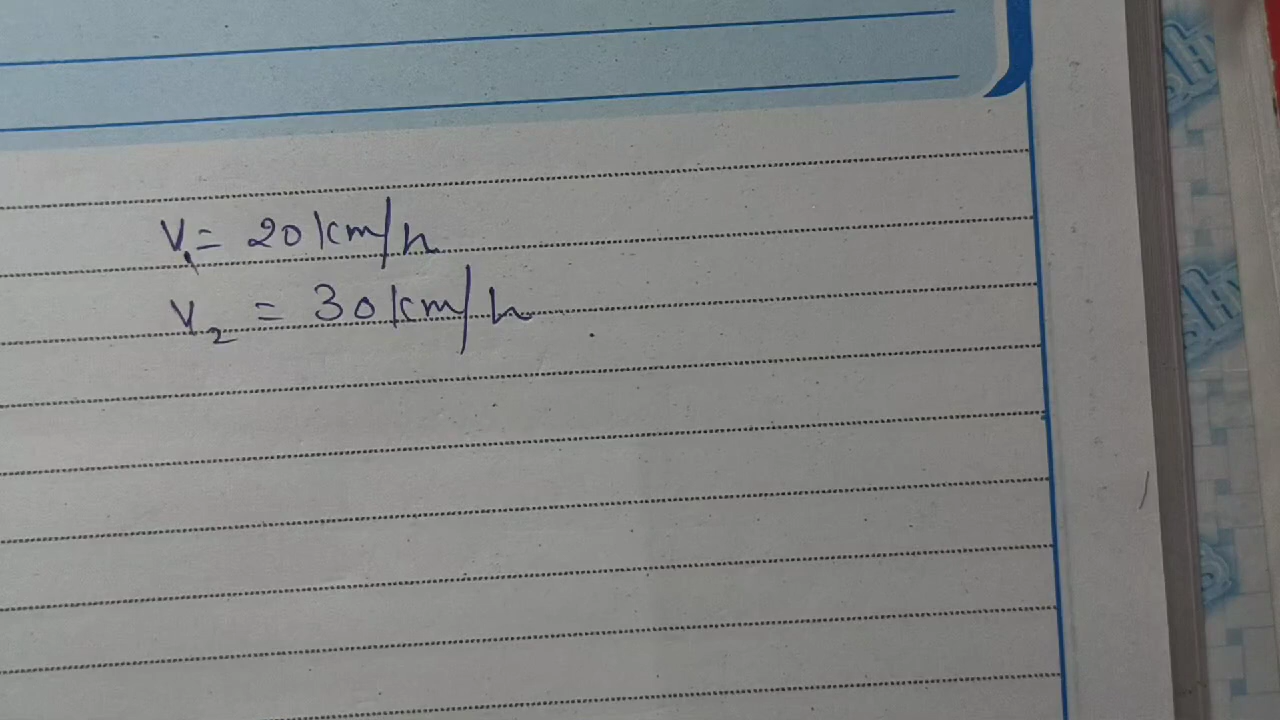 V₁ = 20 km/h
V₂ = 30 km/h